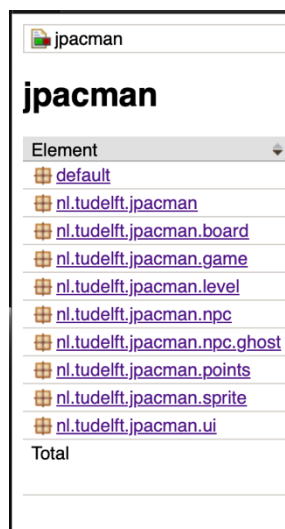 jpacman
jpacman
Element
default
nl.tudelft.jpacman
nl.tudelft.jpacman.board
nl.tudelft.jpacman.game
nl.tudelft.jpacman.level
nl.tudelft.jpacman.npc
nl.tudelft.jpacman.npc.ghost
nl.tudelft.jpacman.points
nl.tudelft.jpacman.sprite
nl.tudelft.jpacman.ui
Total